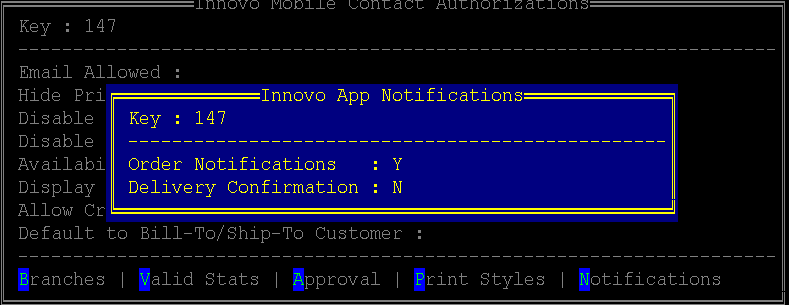 Innovo Mobile Contact Authorizations
Key : 147
Email Allowed :
Hide Pri
Innovo App Notifications
Disable
Key : 147
Disable
Availabi
Order Notifications : Y
Display
Delivery Confirmation : N
Allow Cr
Default to Bill-To/Ship-To Customer :
Branches | Valid Stats | Approval | Print Styles | Notifications